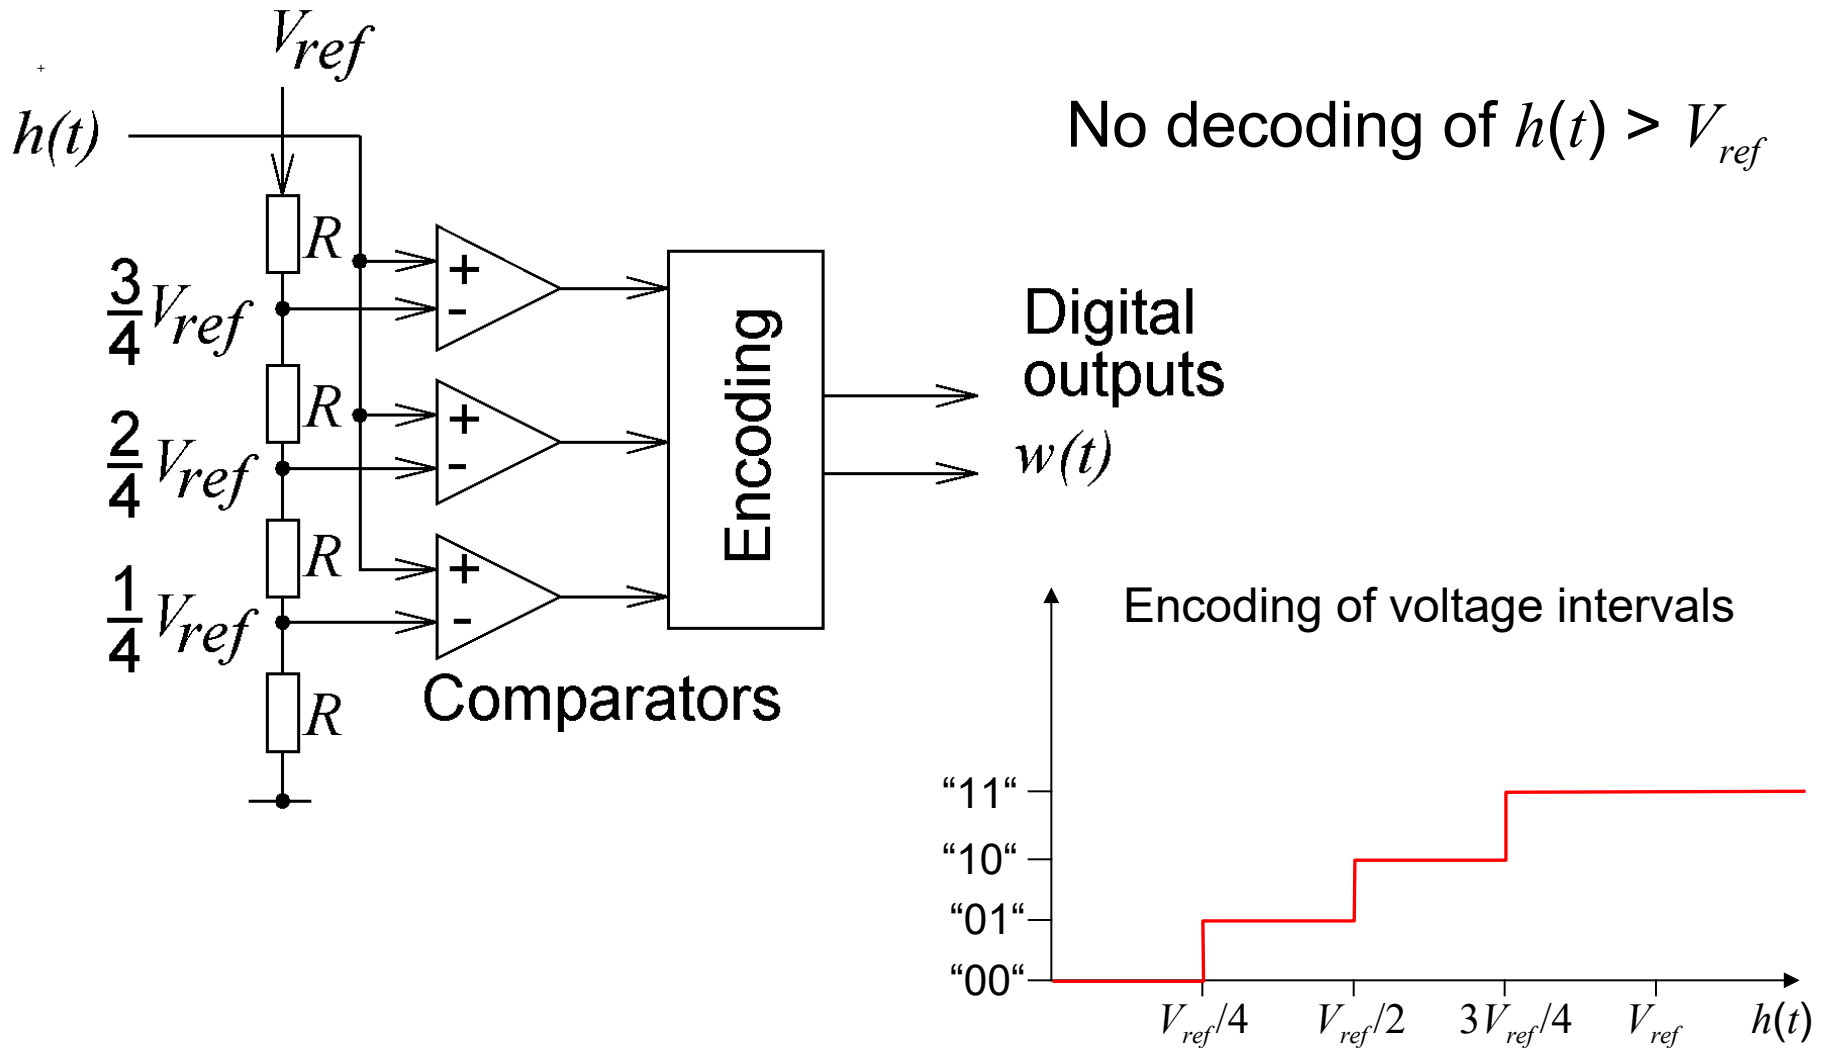 V_ref
+
h(t)
No decoding of h(t) > V_ref
R
3/4 V_ref
+
-
R
2/4 V_ref
+
-
R
1/4 V_ref
+
-
R
Encoding
Digital
outputs
w(t)
Comparators
Encoding of voltage intervals
“11“
“10“
“01“
“00“
V_ref/4 V_ref/2 3V_ref/4 V_ref h(t)